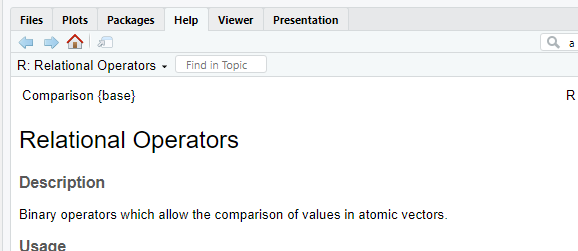 Files Plots Packages Help Viewer Presentation
a
R: Relational Operators Find in Topic
Comparison {base} R
Relational Operators
Description
Binary operators which allow the comparison of values in atomic vectors.
Usage